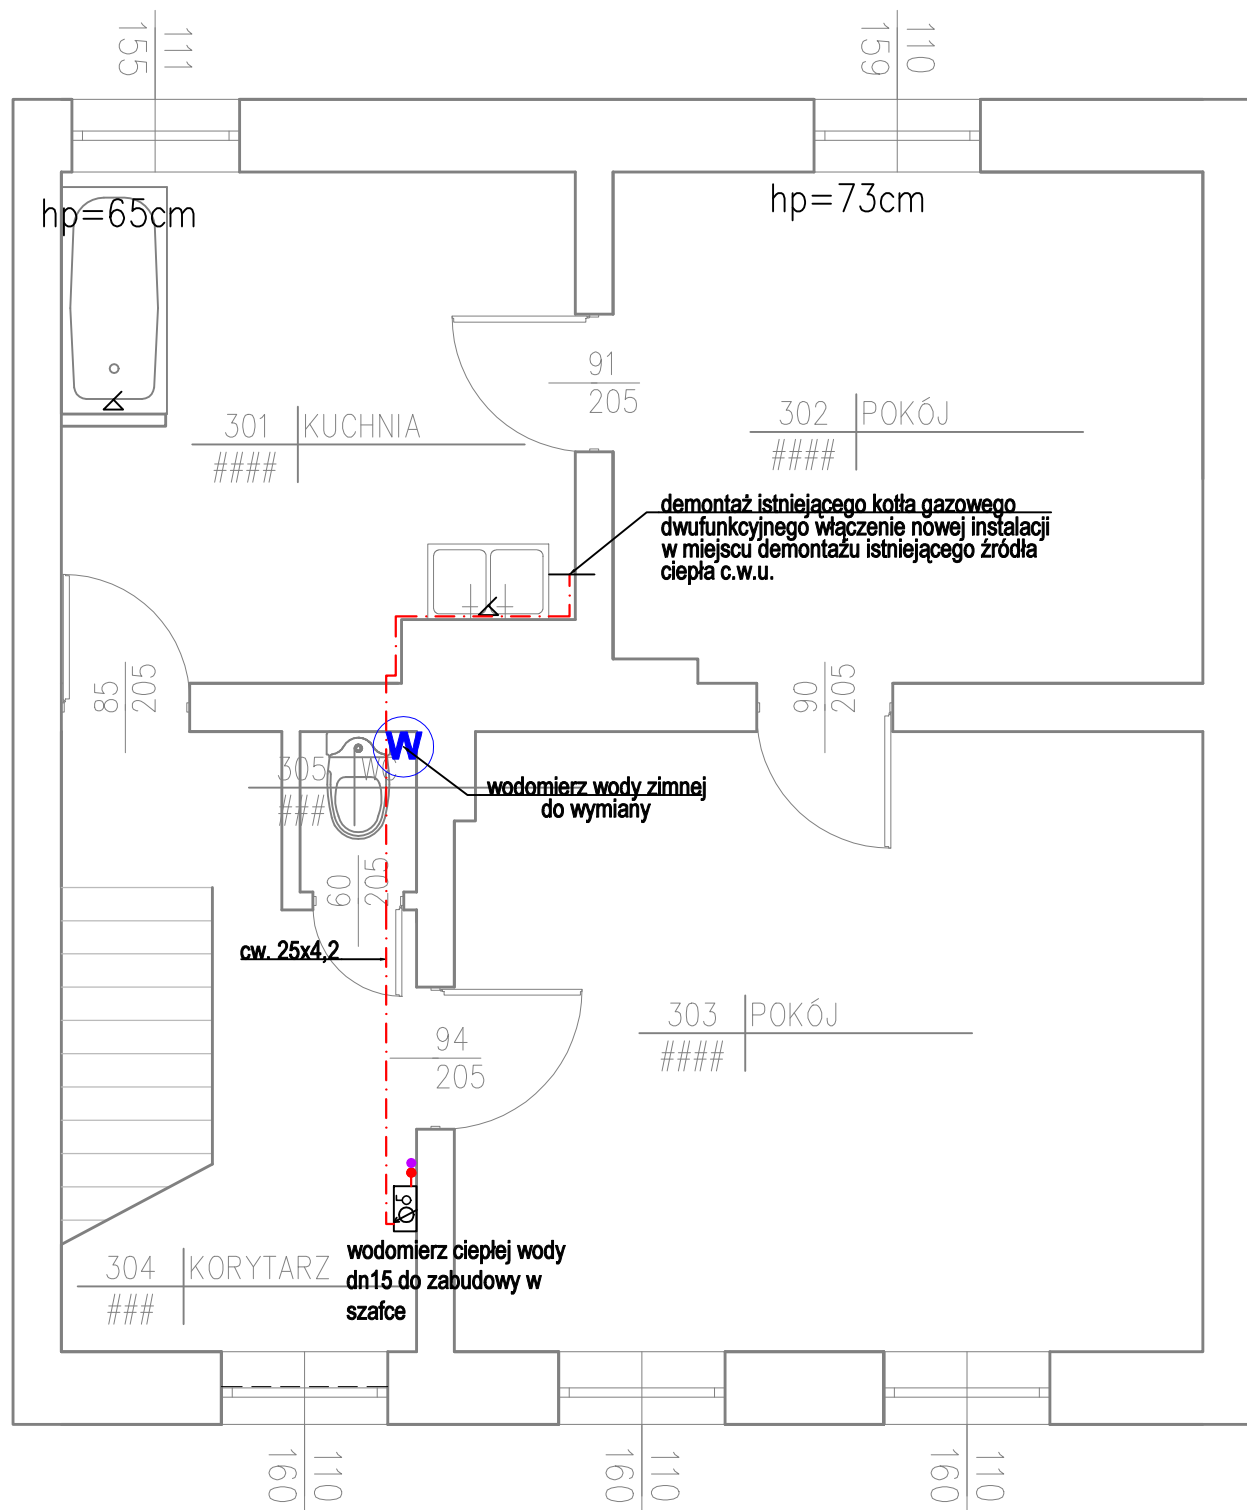 111
155
110
159
hp=65cm
hp=73cm
91
205
301 KUCHNIA
####
302 POKÓJ
####
demontaż istniejącego kotła gazowego
dwufunkcyjnego włączenie nowej instalacji
w miejscu demontażu istniejącego źródła
ciepła c.w.u.
85
205
90
205
W
305 WC
###
wodomierz wody zimnej
do wymiany
60
205
cw. 25x4,2
303 POKÓJ
####
94
205
wodomierz ciepłej wody
dn15 do zabudowy w
szafce
304 KORYTARZ
###
110
160
110
160
110
160